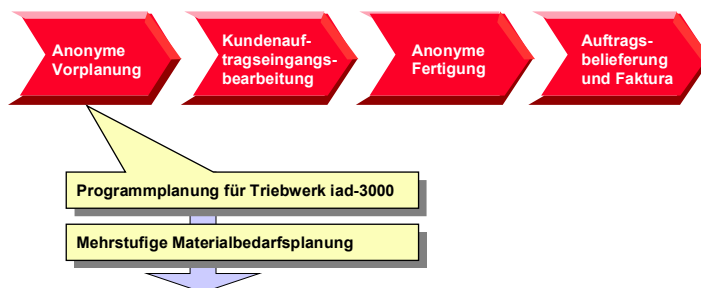 Anonyme
Vorplanung
Kundenauf-
tragseingangs-
bearbeitung
Anonyme
Fertigung
Auftrags-
belieferung
und Faktura
Programmplanung für Triebwerk iad-3000
Mehrstufige Materialbedarfsplanung